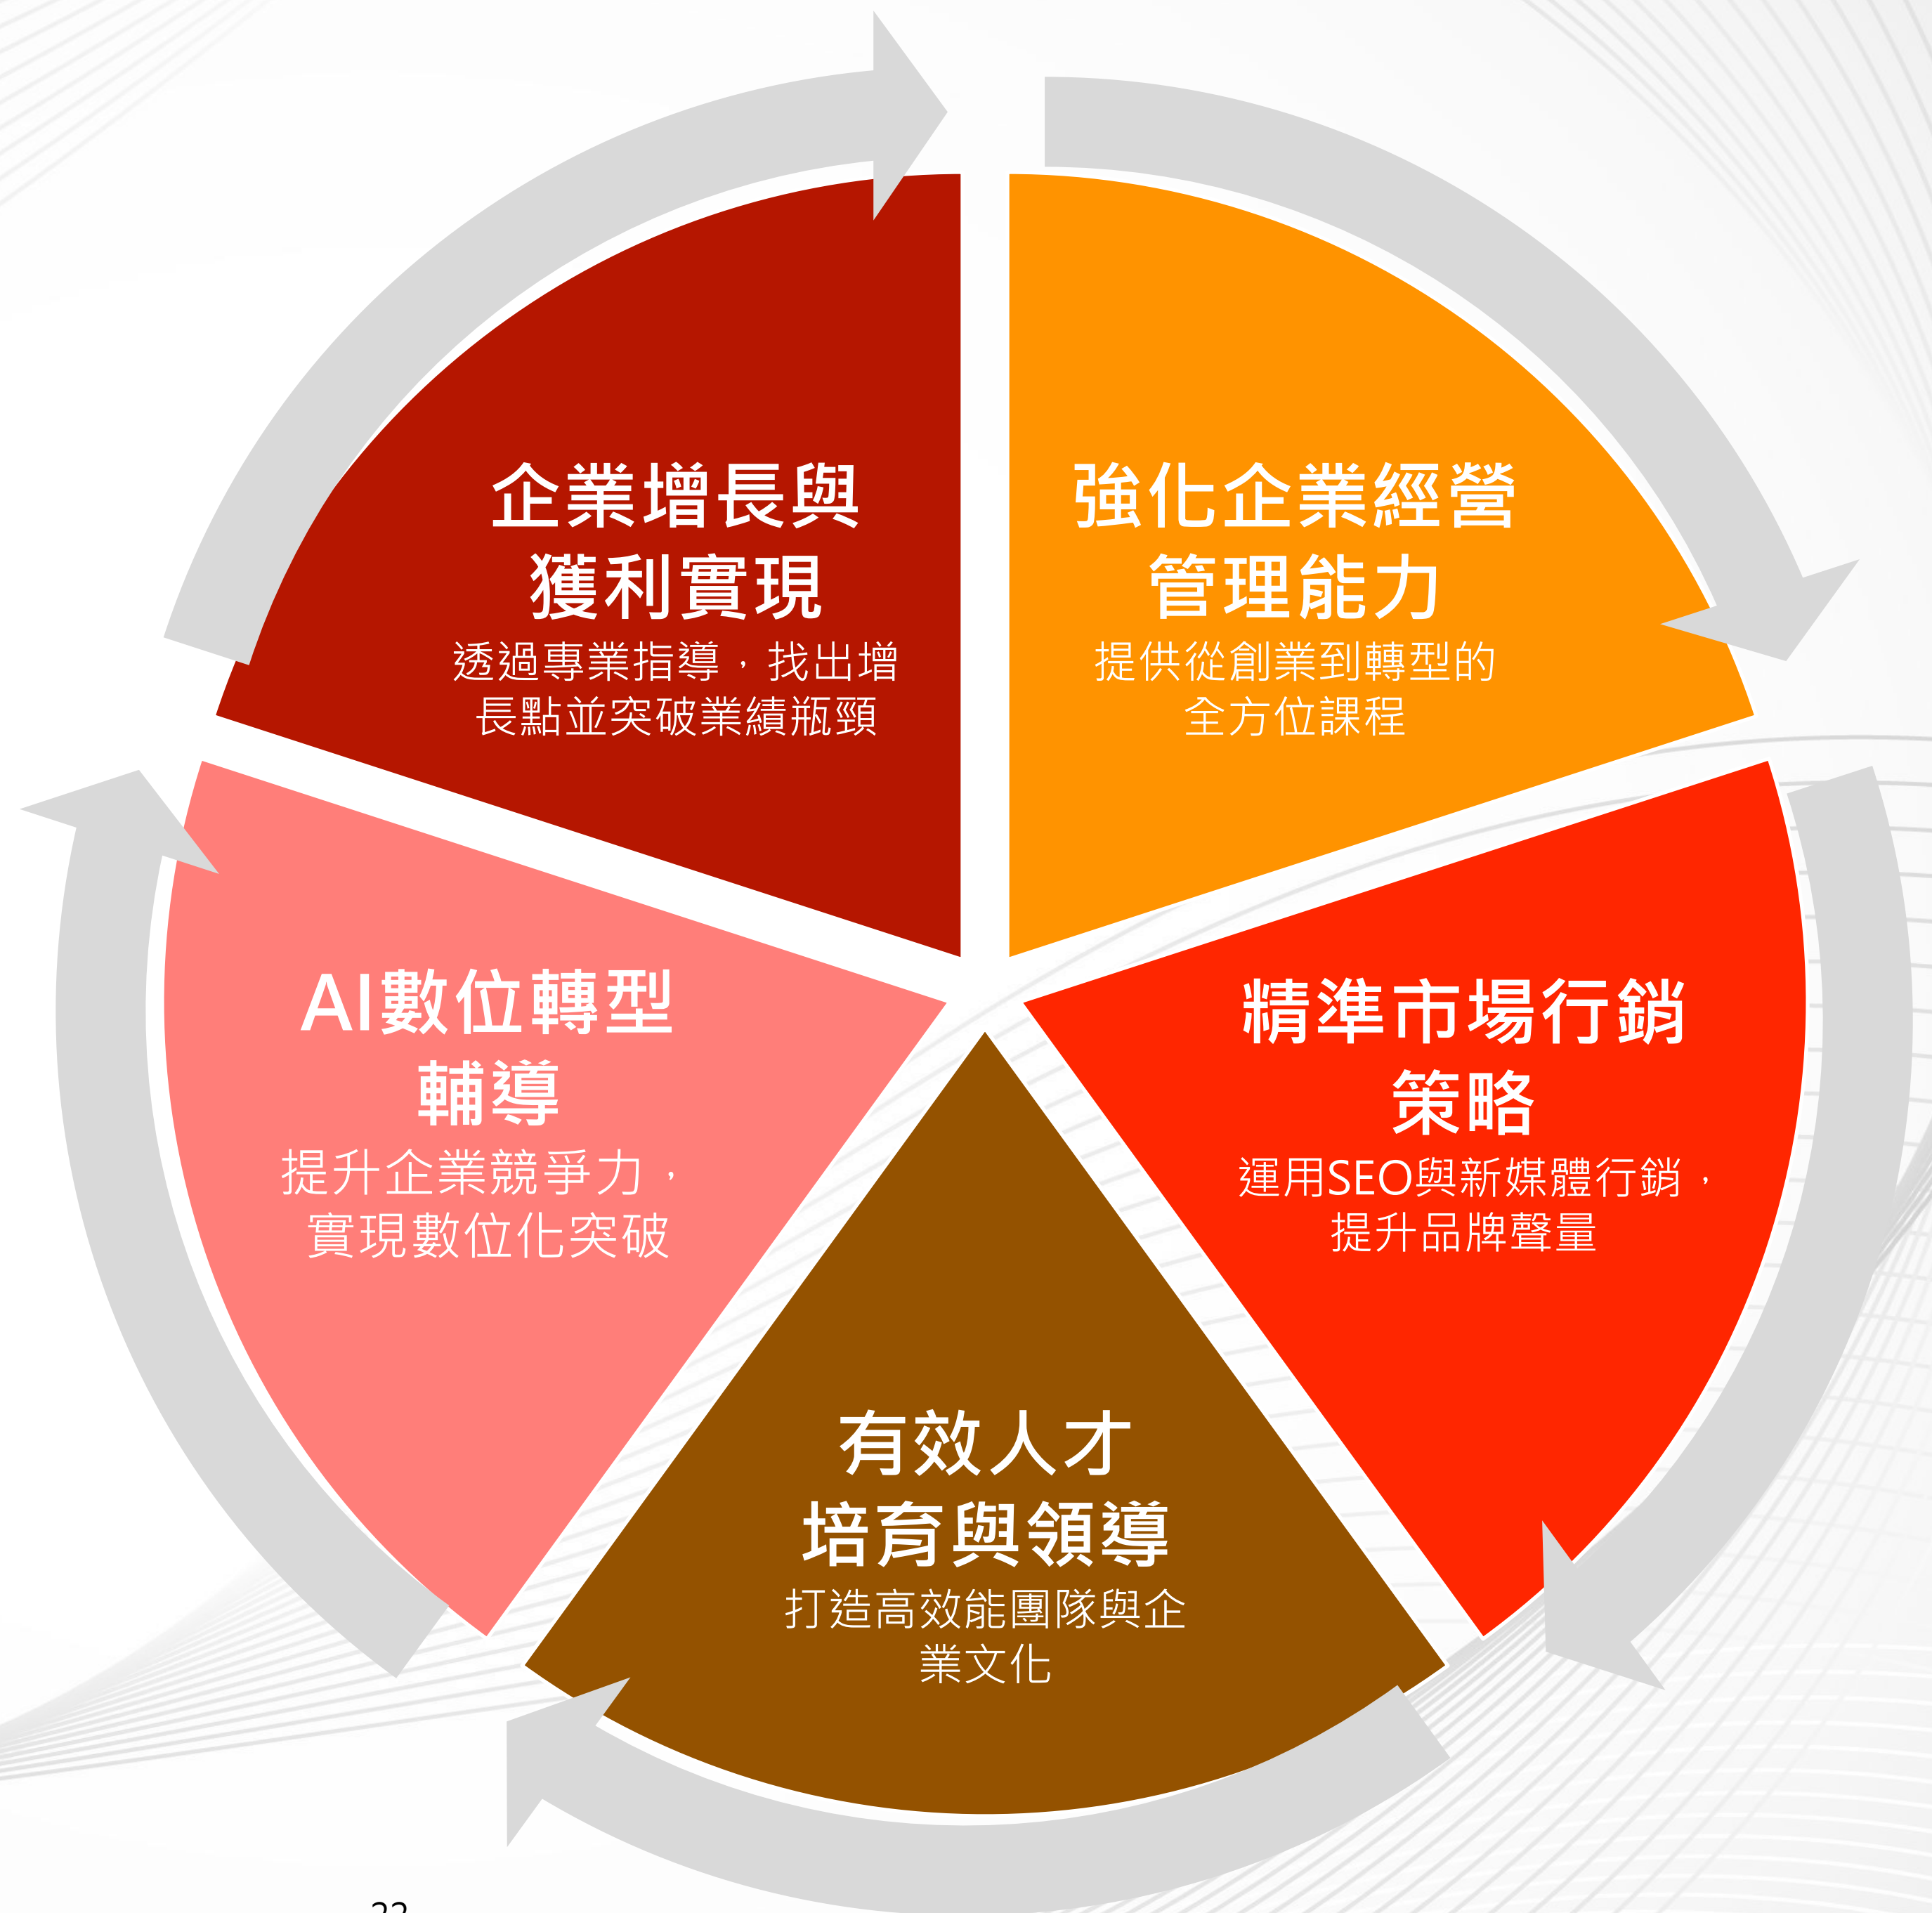 企業增長與
獲利實現
透過專業指導，找出增
長點並突破業績瓶頸
強化企業經營
管理能力
提供從創業到轉型的
全方位課程
精準市場行銷
策略
運用SEO與新媒體行銷，
提升品牌聲量
有效人才
培育與領導
打造高效能團隊與企
業文化
AI數位轉型
輔導
提升企業競爭力，
實現數位化突破